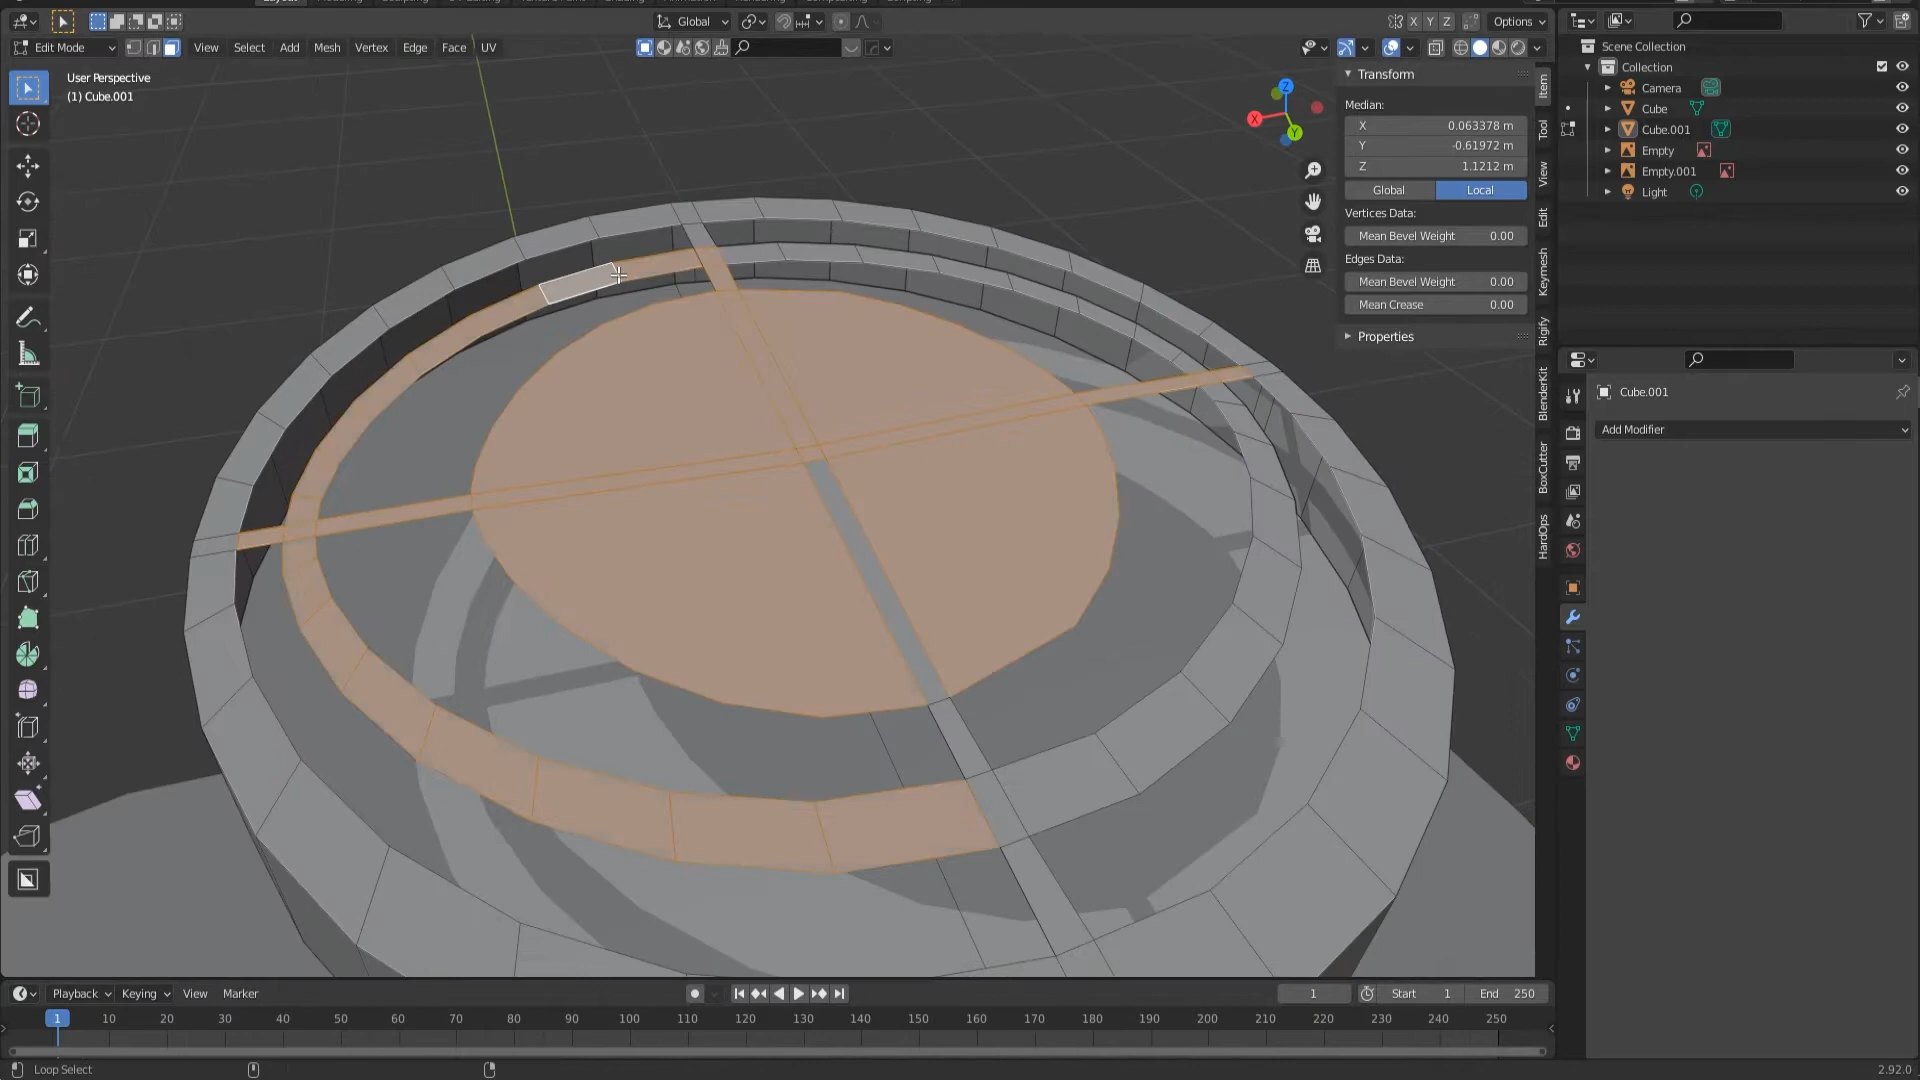 Global
Options
Edit Mode
View
Select
Add
Mesh
Vertex
Edge
Face
UV
User Perspective
(1) Cube.001
Z
X
Y
X
Y
Z
Transform
Median:
X 0.063378 m
Y -0.61972 m
Z 1.1212 m
Global Local
Vertices Data:
Mean Bevel Weight 0.00
Edges Data:
Mean Bevel Weight 0.00
Mean Crease 0.00
Properties
Item
Tool
View
Edit
Keymesh
Rigify
BlenderKit
BoxCutter
HardOps
Scene Collection
Collection
Camera
Cube
Cube.001
Empty
Empty.001
Light
Cube.001
Add Modifier
Playback
Keying
View
Marker
1
Start 1
End 250
1 10 20 30 40 50 60 70 80 90 100 110 120 130 140 150 160 170 180 190 200 210 220 230 240 250
Loop Select
2.92.0